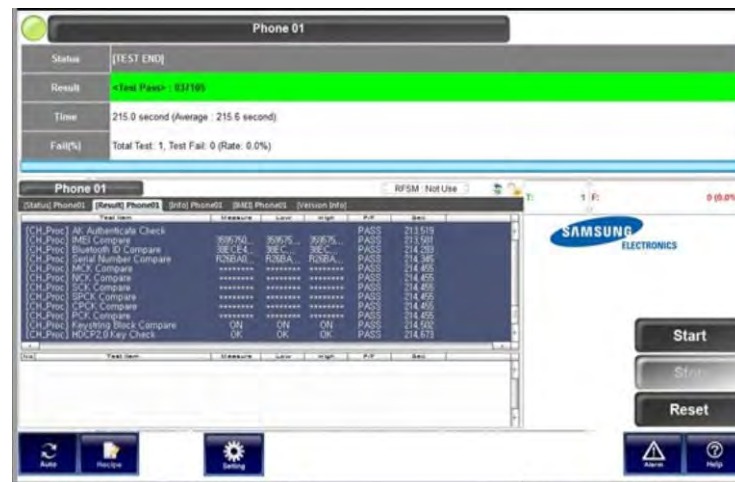 Phone 01
Status [TEST END]
Result <Test Pass> : 037105
Time 215.0 second (Average : 215.6 second)
Fail(%) Total Test: 1, Test Fail: 0 (Rate: 0.0%)
Phone 01 RFSM : Not Use T: 1 F: 0 (0.0%
[Status] Phone01 [Result] Phone01 [Info] Phone01 [IMEI] Phone01 [Version Info]
Test Item Measure Low High P/F Sec
[CH_Proc] AK Authenticate Check PASS 213.519
[CH_Proc] IMEI Compare PASS
[CH_Proc] Bluetooth ID Compare PASS
[CH_Proc] Serial Number Compare PASS 214.345
[CH_Proc] MCK Compare ******** ******** ******** PASS 214.455
[CH_Proc] NCK Compare ******** ******** ******** PASS 214.455
[CH_Proc] SCK Compare ******** ******** ******** PASS 214.455
[CH_Proc] SPCK Compare ******** ******** ******** PASS 214.455
[CH_Proc] CPCK Compare ******** ******** ******** PASS 214.455
[CH_Proc] PCK Compare ******** ******** ******** PASS 214.455
[CH_Proc] Keystring Block Compare ON ON ON PASS 214.502
[CH_Proc] HDCP2.0 Key Check OK OK OK PASS 214.673
No Test Item Measure Low High P/F Sec
SAMSUNG
ELECTRONICS
Start
Stop
Reset
Auto
Recipe
Setting
Alarm
Help